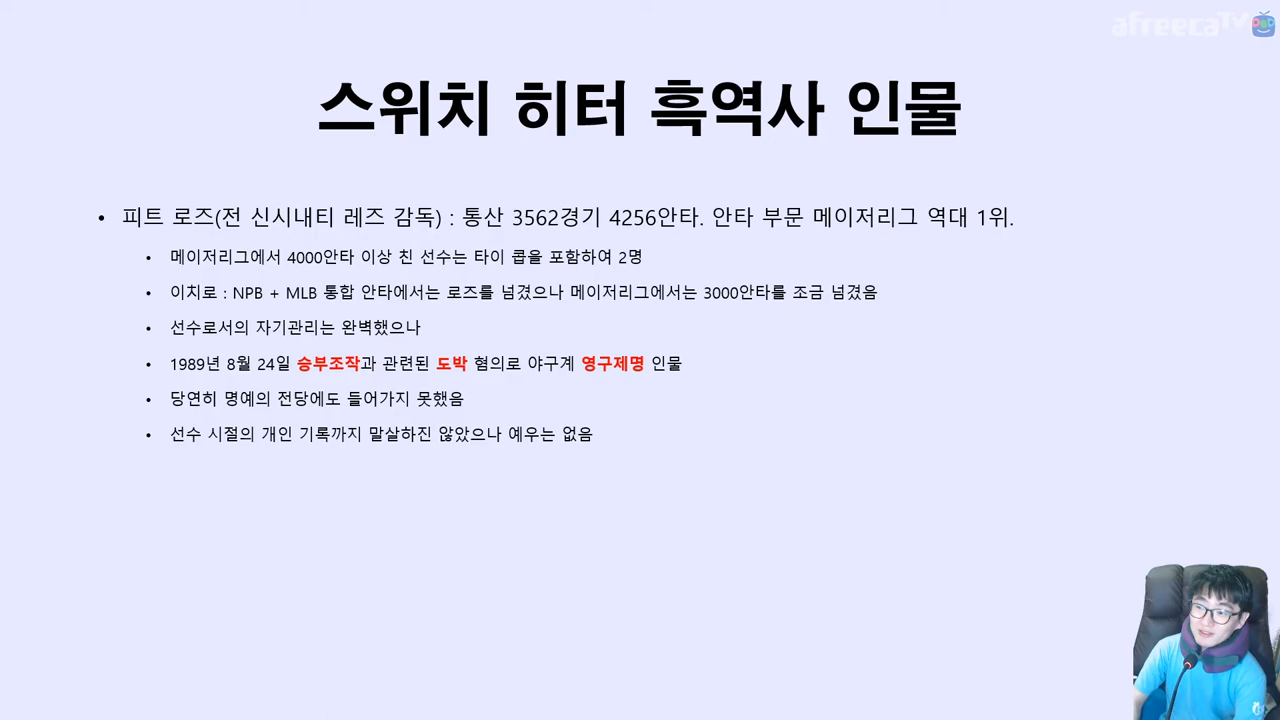 afreecaTV
스위치 히터 흑역사 인물
• 피트 로즈(전 신시내티 레즈 감독) : 통산 3562경기 4256안타. 안타 부문 메이저리그 역대 1위.
• 메이저리그에서 4000안타 이상 친 선수는 타이 콥을 포함하여 2명
• 이치로 : NPB + MLB 통합 안타에서는 로즈를 넘겼으나 메이저리그에서는 3000안타를 조금 넘겼음
• 선수로서의 자기관리는 완벽했으나
• 1989년 8월 24일 승부조작과 관련된 도박 혐의로 야구계 영구제명 인물
• 당연히 명예의 전당에도 들어가지 못했음
• 선수 시절의 개인 기록까지 말살하진 않았으나 예우는 없음